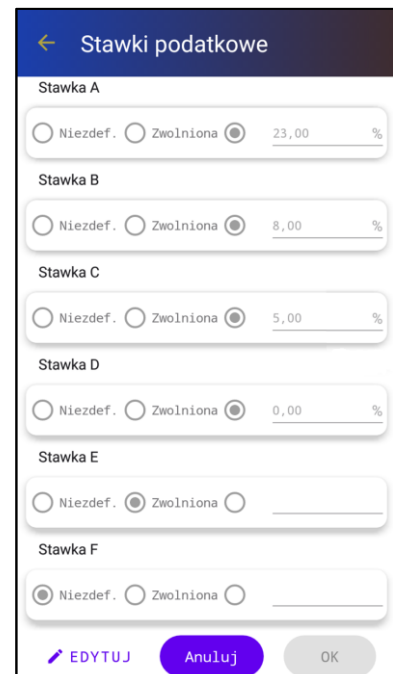 Stawki podatkowe
Stawka A
Niezdef. Zwolniona 23,00 %
Stawka B
Niezdef. Zwolniona 8,00 %
Stawka C
Niezdef. Zwolniona 5,00 %
Stawka D
Niezdef. Zwolniona 0,00 %
Stawka E
Niezdef. Zwolniona
Stawka F
Niezdef. Zwolniona
EDYTUJ Anuluj OK